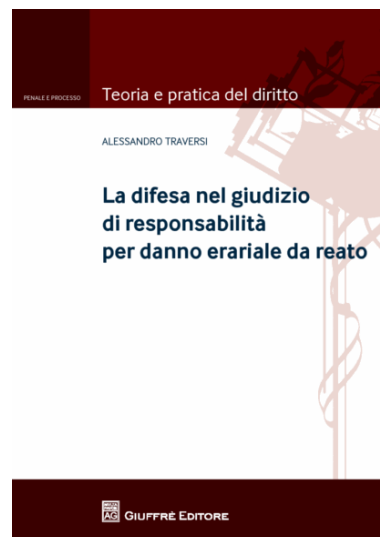 PENALE E PROCESSO
Teoria e pratica del diritto
ALESSANDRO TRAVERSI
La difesa nel giudizio
di responsabilità
per danno erariale da reato
AG
GIUFFRÈ EDITORE